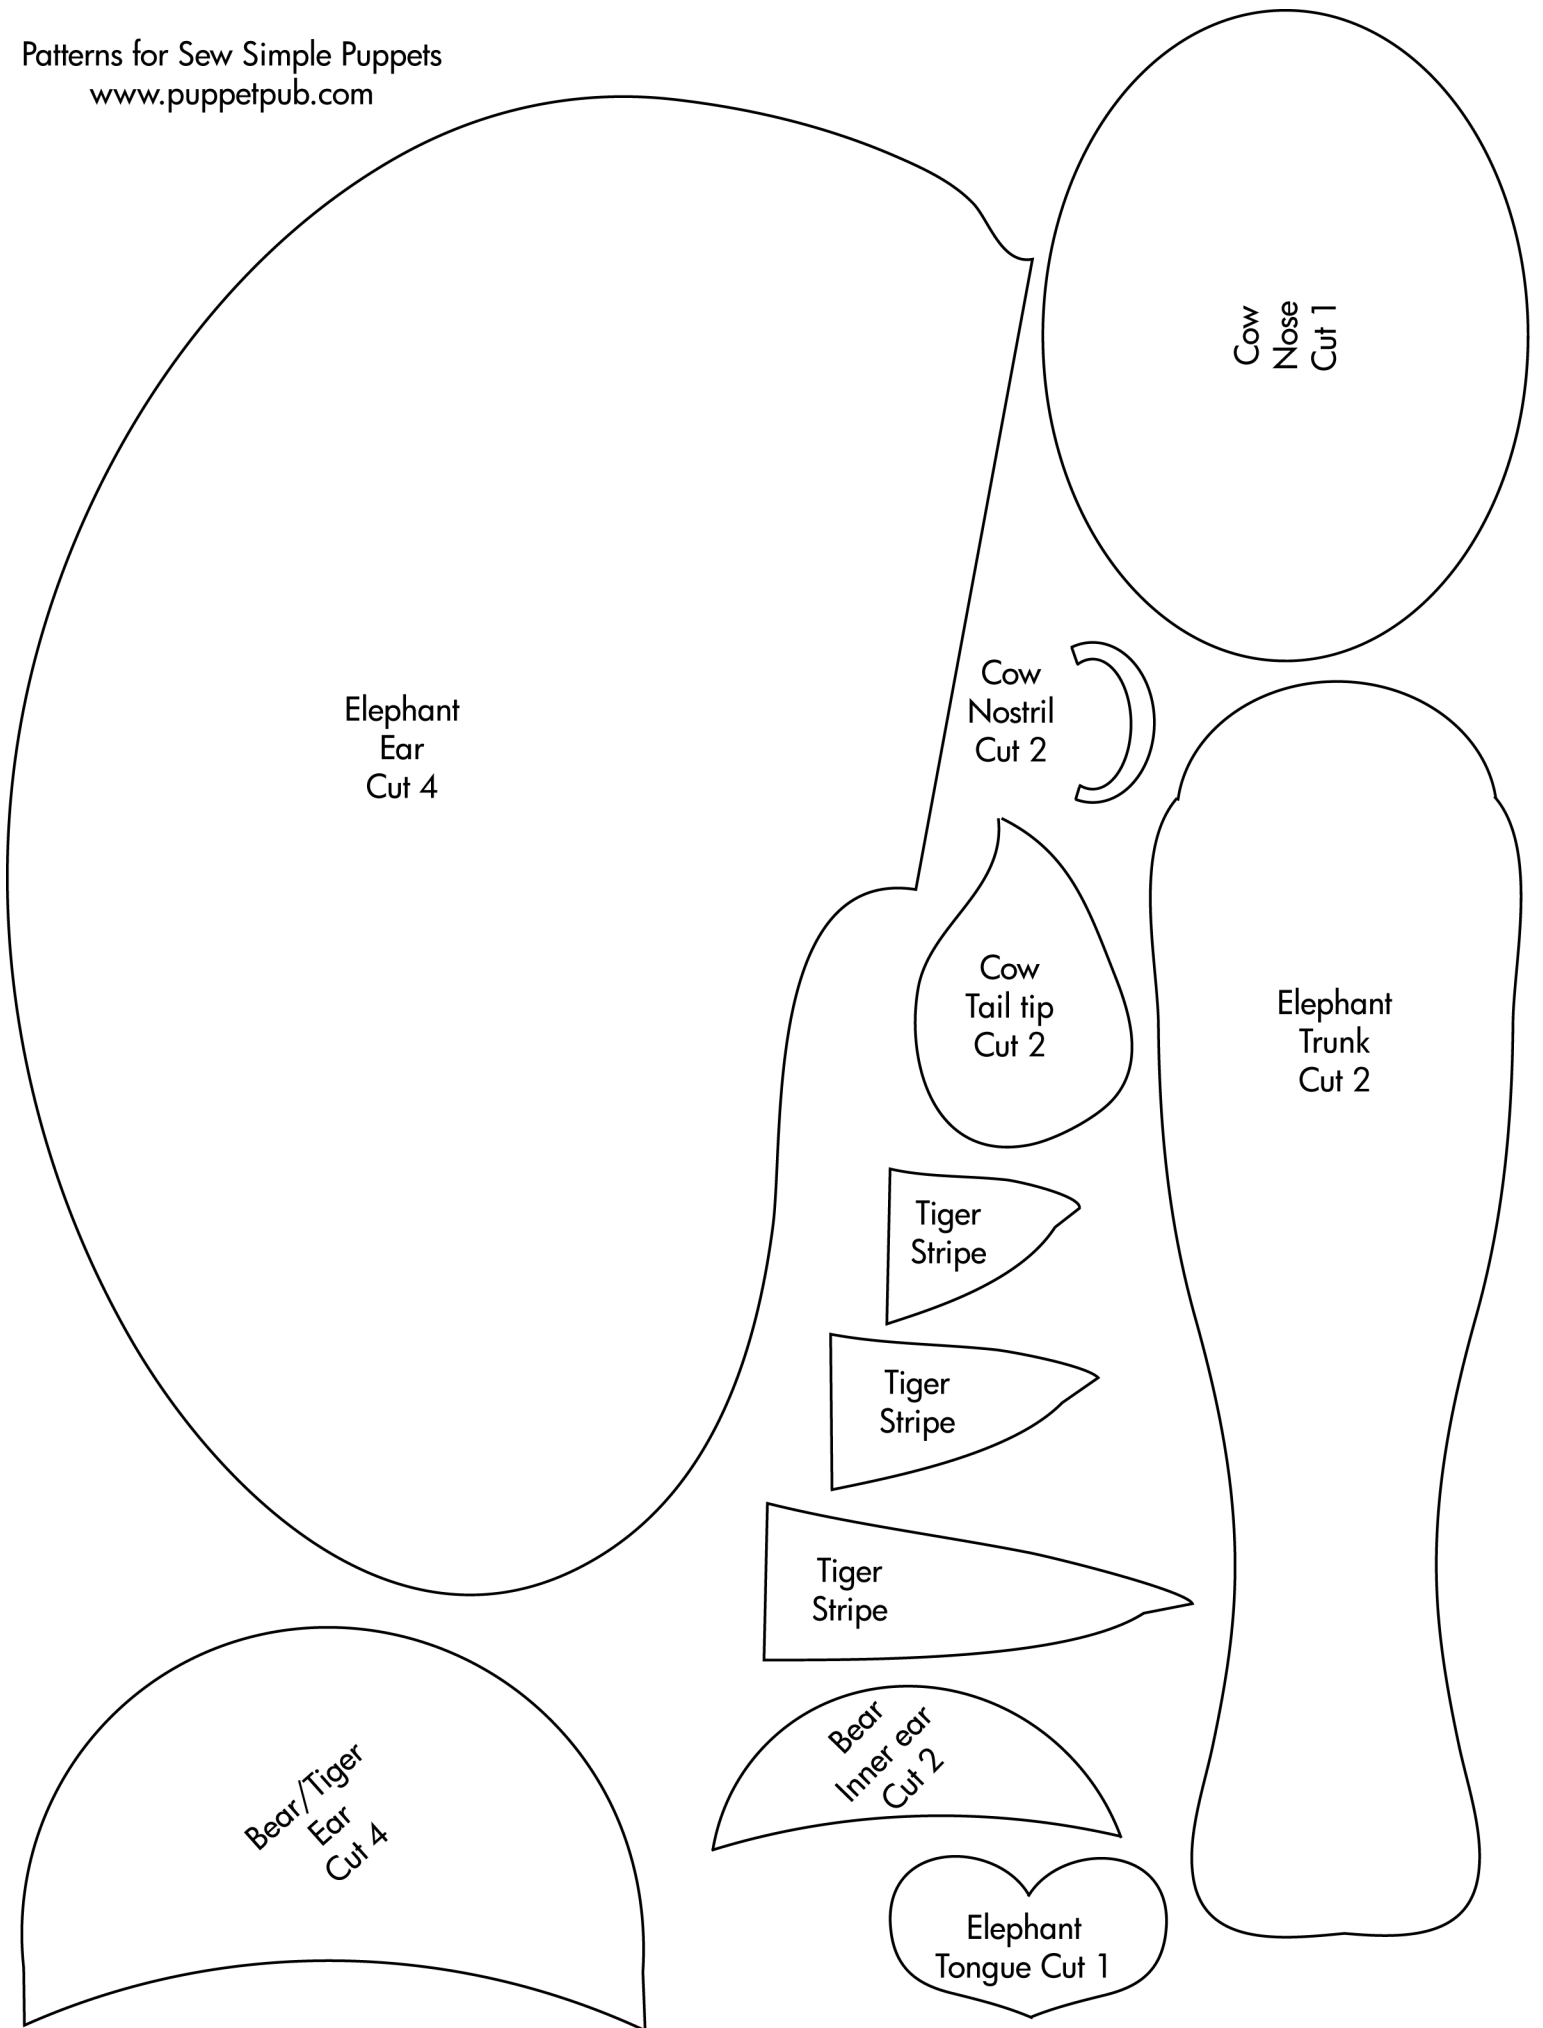 Patterns for Sew Simple Puppets
www.puppetpub.com
Cow
Nose
Cut 1
Elephant
Ear
Cut 4
Cow
Nostril
Cut 2
Cow
Tail tip
Cut 2
Elephant
Trunk
Cut 2
Tiger
Stripe
Tiger
Stripe
Tiger
Stripe
Bear/Tiger
Ear
Cut 4
Bear
Inner ear
Cut 2
Elephant
Tongue Cut 1